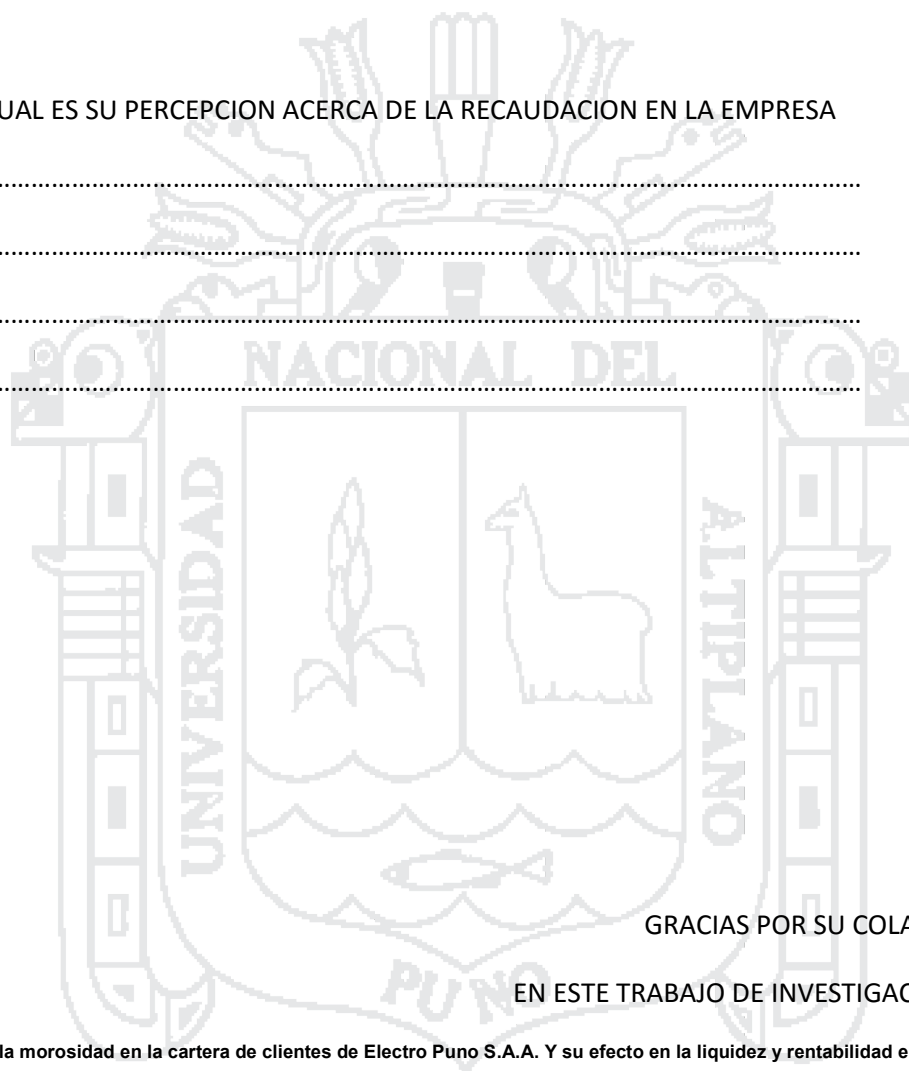 UAL ES SU PERCEPCION ACERCA DE LA RECAUDACION EN LA EMPRESA
NACIONAL DEL
UNIVERSIDAD
ALTIPLANO
PUNO
GRACIAS POR SU COLA
EN ESTE TRABAJO DE INVESTIGAC
la morosidad en la cartera de clientes de Electro Puno S.A.A. Y su efecto en la liquidez y rentabilidad e